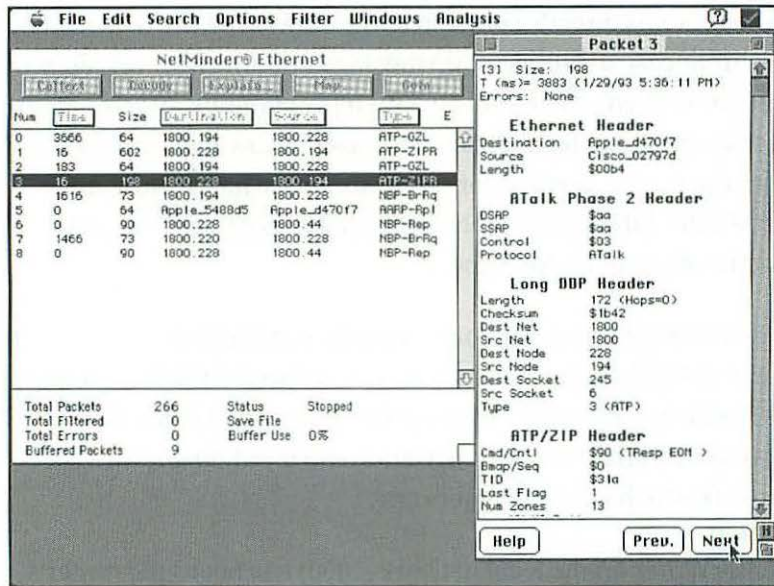 File Edit Search Options Filter Windows Analysis
NetMinder® Ethernet
Collect Decode Explain... Map... Goto...
Num Time Size Destination Source Type E
0 3666 64 1800.194 1800.228 ATP-GZL
1 16 602 1800.228 1800.194 ATP-ZIPR
2 183 64 1800.194 1800.228 ATP-GZL
3 16 198 1800.228 1800.194 ATP-ZIPR
4 1616 73 1800.194 1800.228 NBP-BrRq
5 0 64 Apple_5488d5 Apple_d470f7 AARP-Rpl
6 0 90 1800.228 1800.44 NBP-Rep
7 1466 73 1800.220 1800.228 NBP-BrRq
8 0 90 1800.228 1800.44 NBP-Rep
Total Packets 266 Status Stopped
Total Filtered 0 Save File
Total Errors 0 Buffer Use 0%
Buffered Packets 9
Packet 3
[3] Size: 198
T (ms)= 3883 (1/29/93 5:36:11 PM)
Errors: None
Ethernet Header
Destination Apple_d470f7
Source Cisco_02797d
Length $00b4
ATalk Phase 2 Header
DSAP $aa
SSAP $aa
Control $03
Protocol ATalk
Long DDP Header
Length 172 (Hops=0)
Checksum $1b42
Dest Net 1800
Src Net 1800
Dest Node 228
Src Node 194
Dest Socket 245
Src Socket 6
Type 3 (ATP)
ATP/ZIP Header
Cmd/Cntl $90 (TResp EOM )
Bmap/Seq $0
TID $31a
Last Flag 1
Num Zones 13
Help Prev. Next